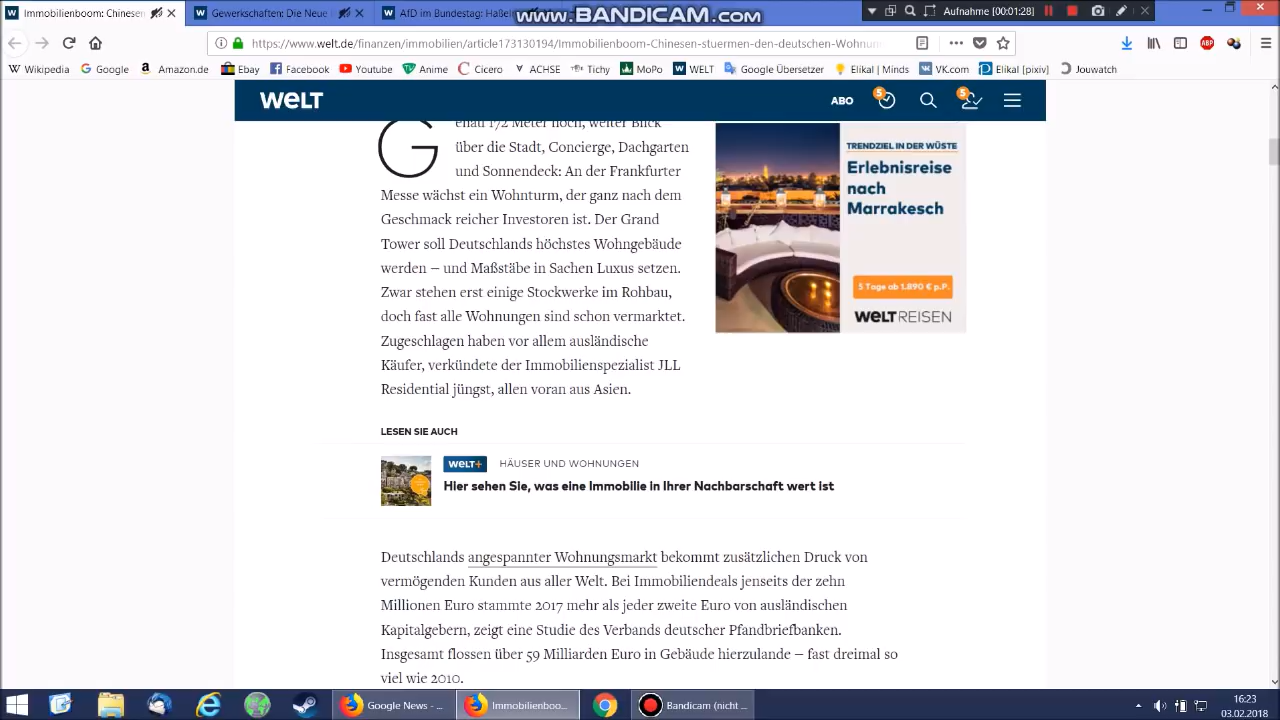 Immobilienboom: Chinesen
Gewerkschaften: Die Neue
AfD im Bundestag: Haßelm
www.BANDICAM.com
Aufnahme [00:01:28]
https://www.welt.de/finanzen/immobilien/article173130194/Immobilienboom-Chinesen-stuermen-den-deutschen-Wohnun
Wikipedia Google Amazon.de Ebay Facebook Youtube Anime Cicero ACHSE Tichy MoPo WELT Google Übersetzer Elikal | Minds VK.com Elikal [pixiv] Jouwatch
WELT
ABO
5
5
Genau 172 Meter hoch, weiter Blick
über die Stadt, Concierge, Dachgarten
und Sonnendeck: An der Frankfurter
Messe wächst ein Wohnturm, der ganz nach dem
Geschmack reicher Investoren ist. Der Grand
Tower soll Deutschlands höchstes Wohngebäude
werden – und Maßstäbe in Sachen Luxus setzen.
Zwar stehen erst einige Stockwerke im Rohbau,
doch fast alle Wohnungen sind schon vermarktet.
Zugeschlagen haben vor allem ausländische
Käufer, verkündete der Immobilienspezialist JLL
Residential jüngst, allen voran aus Asien.
TRENDZIEL IN DER WÜSTE
Erlebnisreise
nach
Marrakesch
5 Tage ab 1.890 € p.P.
WELTREISEN
LESEN SIE AUCH
WELT+ HÄUSER UND WOHNUNGEN
Hier sehen Sie, was eine Immobilie in Ihrer Nachbarschaft wert ist
Deutschlands angespannter Wohnungsmarkt bekommt zusätzlichen Druck von
vermögenden Kunden aus aller Welt. Bei Immobiliendeals jenseits der zehn
Millionen Euro stammte 2017 mehr als jeder zweite Euro von ausländischen
Kapitalgebern, zeigt eine Studie des Verbands deutscher Pfandbriefbanken.
Insgesamt flossen über 59 Milliarden Euro in Gebäude hierzulande – fast dreimal so
viel wie 2010.
Google News - ...
Immobilienboo...
Bandicam (nicht ...
16:23
03.02.2018